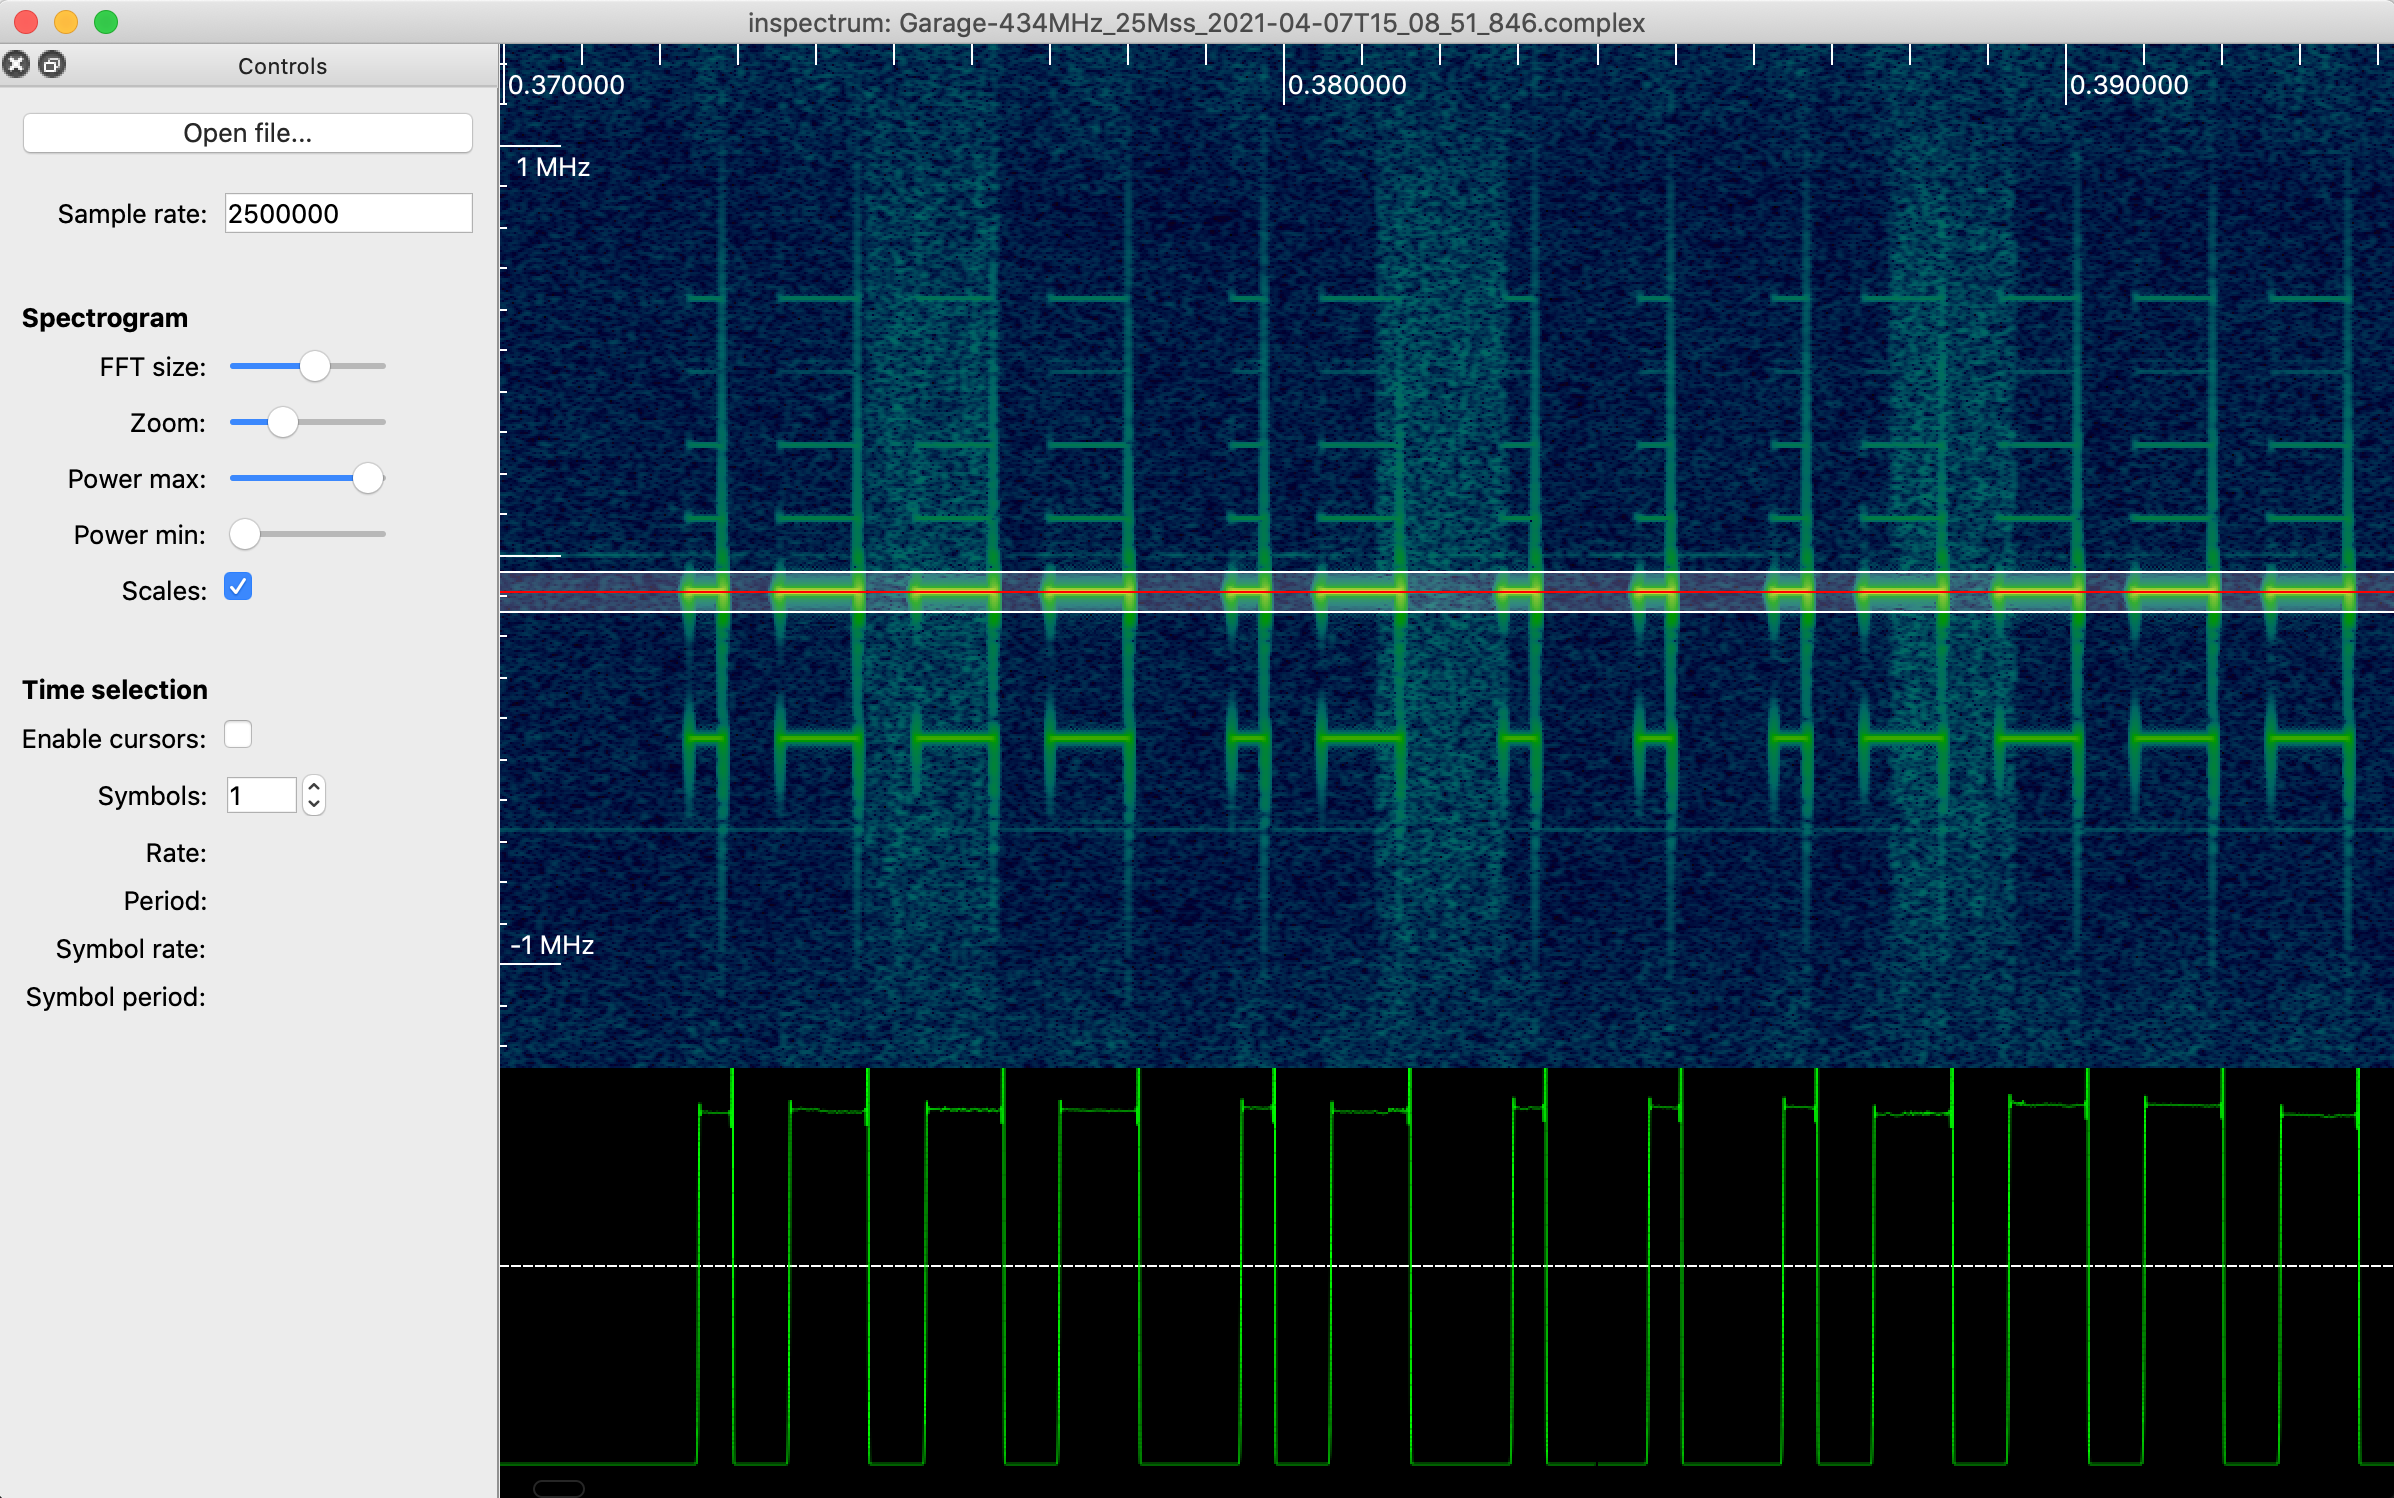 inspectrum: Garage-434MHz_25Mss_2021-04-07T15_08_51_846.complex
Controls
Open file...
Sample rate: 2500000
Spectrogram
FFT size:
Zoom:
Power max:
Power min:
Scales:
Time selection
Enable cursors:
Symbols: 1
Rate:
Period:
Symbol rate:
Symbol period:
0.370000 0.380000 0.390000
1 MHz
-1 MHz